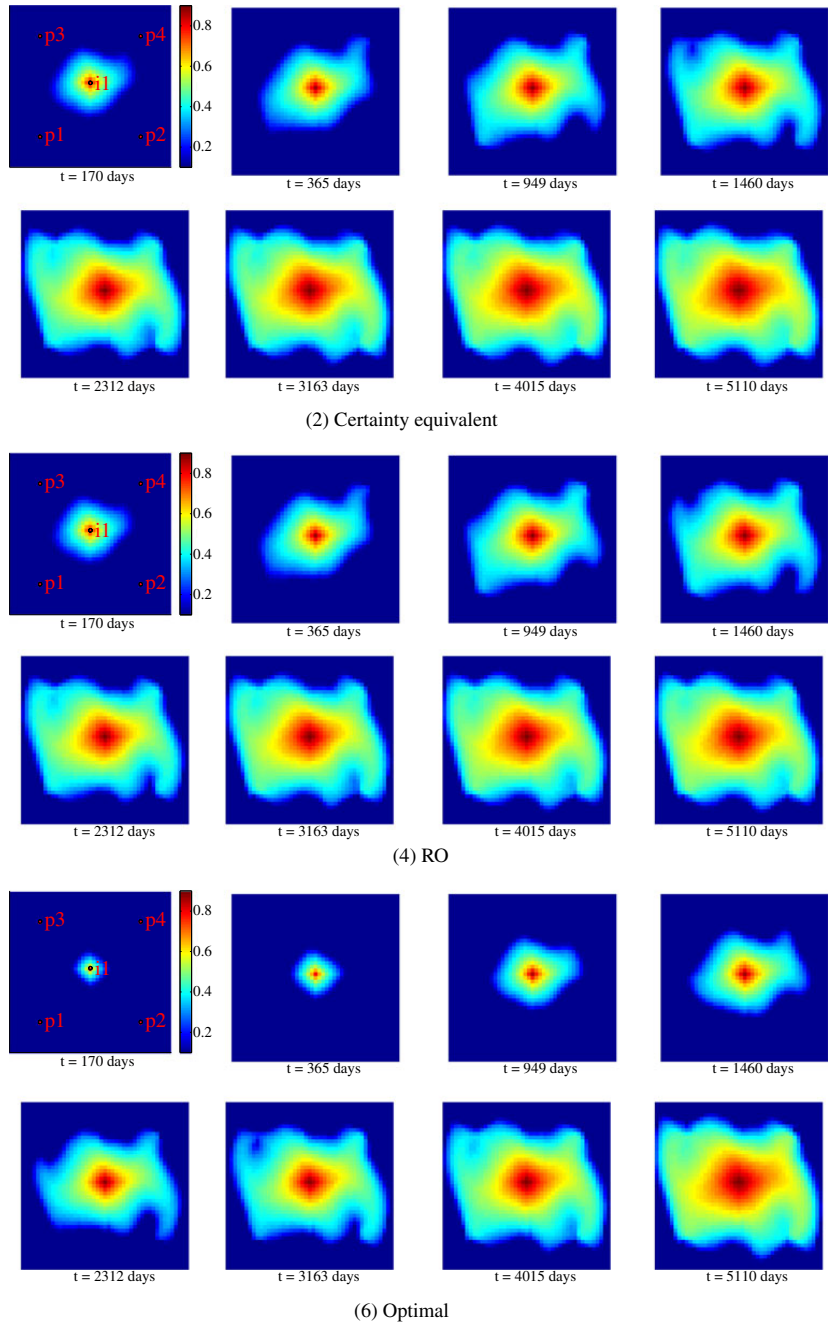 p3 p4 0.8
i1 0.6
0.4
p1 p2 0.2
t = 170 days t = 365 days t = 949 days t = 1460 days
t = 2312 days t = 3163 days t = 4015 days t = 5110 days
(2) Certainty equivalent
p3 p4 0.8
i1 0.6
0.4
p1 p2 0.2
t = 170 days t = 365 days t = 949 days t = 1460 days
t = 2312 days t = 3163 days t = 4015 days t = 5110 days
(4) RO
p3 p4 0.8
i1 0.6
0.4
p1 p2 0.2
t = 170 days t = 365 days t = 949 days t = 1460 days
t = 2312 days t = 3163 days t = 4015 days t = 5110 days
(6) Optimal